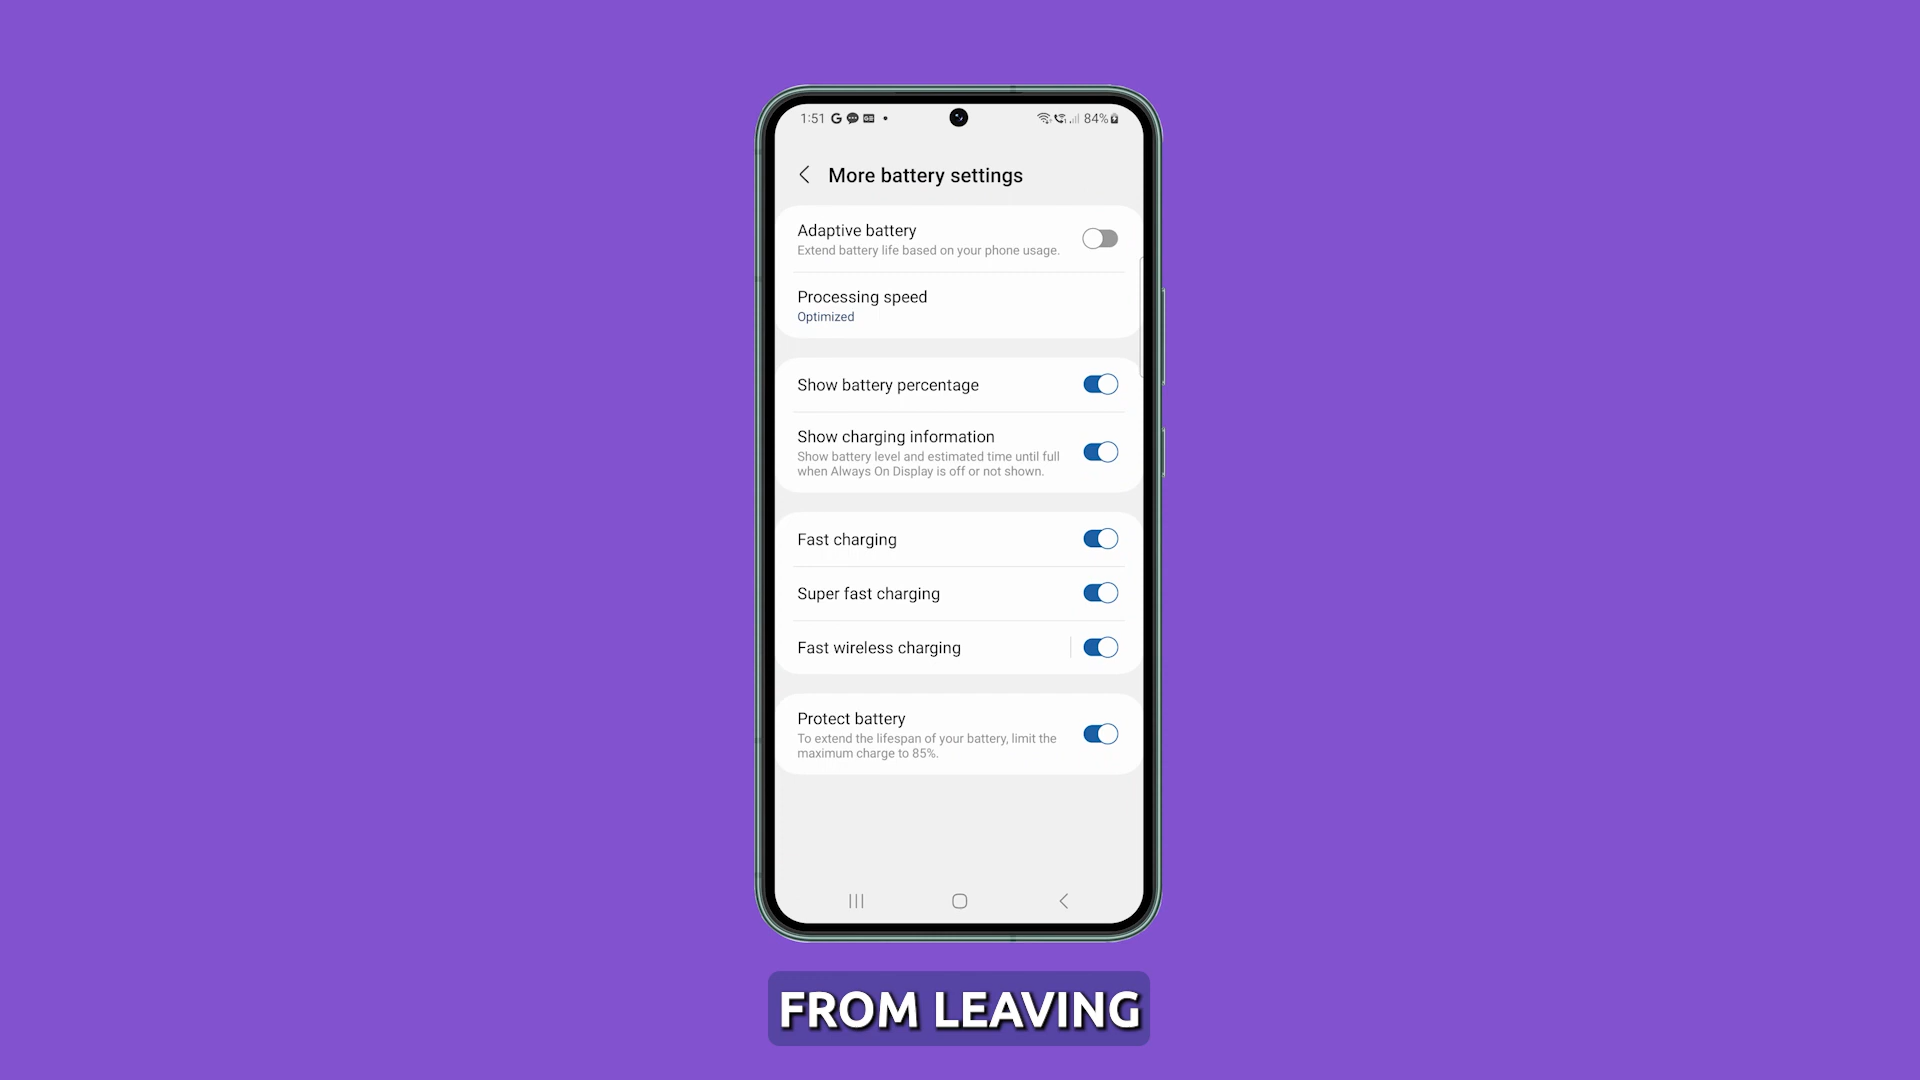 1:51 G 84%
More battery settings
Adaptive battery
Extend battery life based on your phone usage.
Processing speed
Optimized
Show battery percentage
Show charging information
Show battery level and estimated time until full
when Always On Display is off or not shown.
Fast charging
Super fast charging
Fast wireless charging
Protect battery
To extend the lifespan of your battery, limit the
maximum charge to 85%.
FROM LEAVING